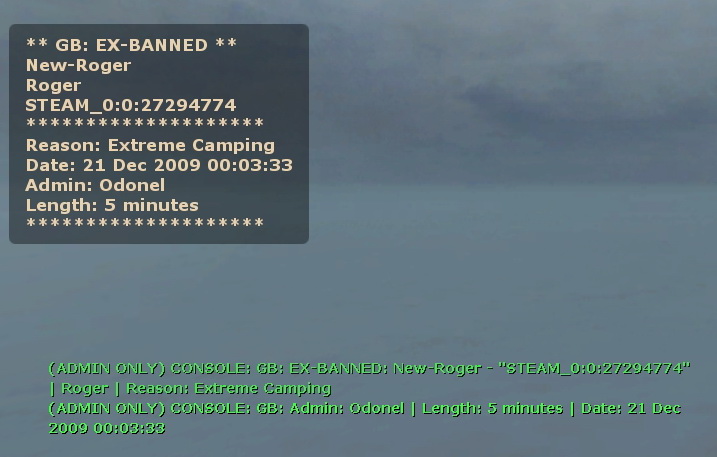 ** GB: EX-BANNED **
New-Roger
Roger
STEAM_0:0:27294774
********************
Reason: Extreme Camping
Date: 21 Dec 2009 00:03:33
Admin: Odonel
Length: 5 minutes
********************
(ADMIN ONLY) CONSOLE: GB: EX-BANNED: New-Roger - "STEAM_0:0:27294774"
| Roger | Reason: Extreme Camping
(ADMIN ONLY) CONSOLE: GB: Admin: Odonel | Length: 5 minutes | Date: 21 Dec
2009 00:03:33